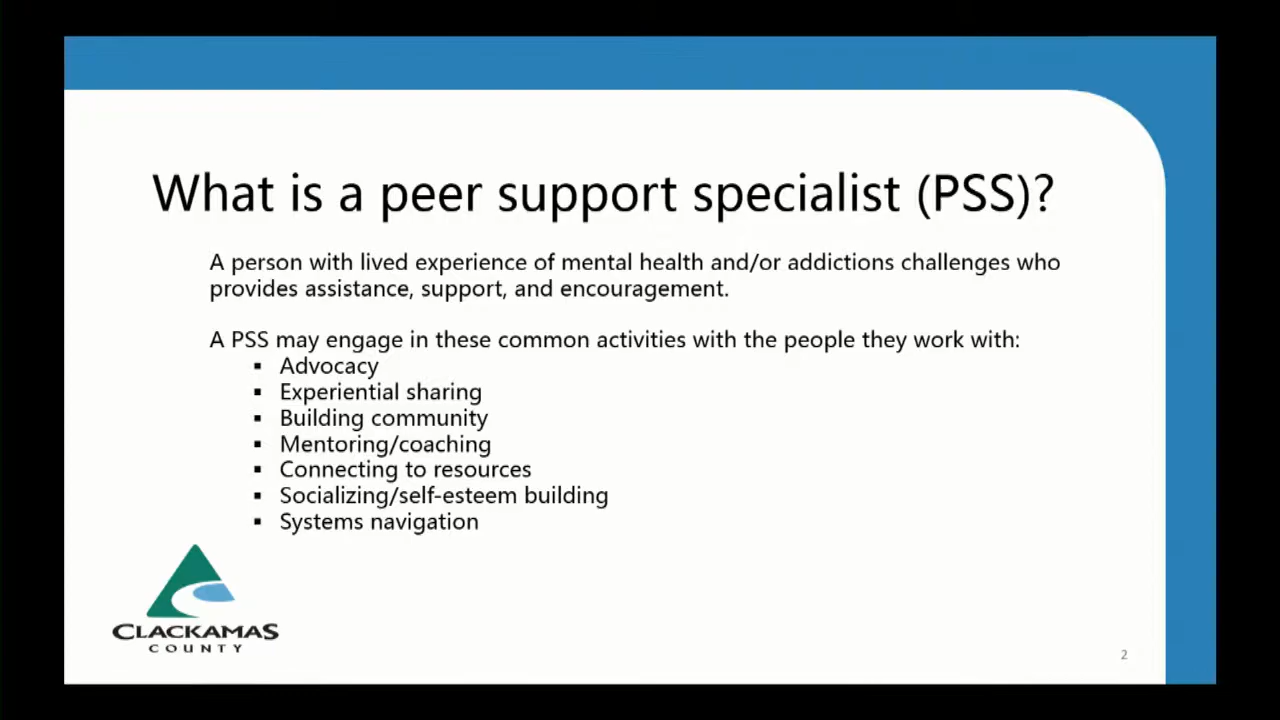 What is a peer support specialist (PSS)?
A person with lived experience of mental health and/or addictions challenges who
provides assistance, support, and encouragement.
A PSS may engage in these common activities with the people they work with:
▪ Advocacy
▪ Experiential sharing
▪ Building community
▪ Mentoring/coaching
▪ Connecting to resources
▪ Socializing/self-esteem building
▪ Systems navigation
CLACKAMAS
COUNTY
2